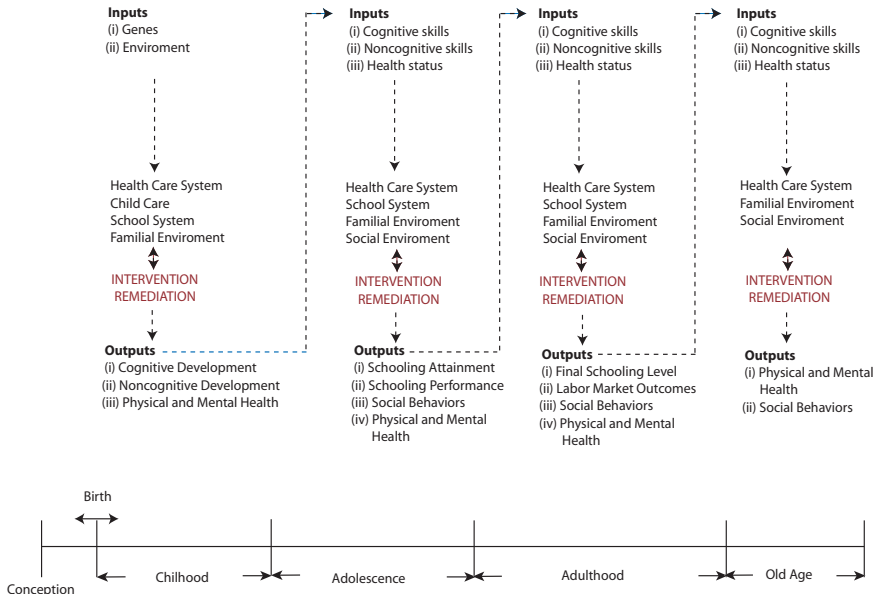 Inputs
(i) Genes
(ii) Enviroment
Health Care System
Child Care
School System
Familial Enviroment
INTERVENTION
REMEDIATION
Outputs
(i) Cognitive Development
(ii) Noncognitive Development
(iii) Physical and Mental Health
Inputs
(i) Cognitive skills
(ii) Noncognitive skills
(iii) Health status
Health Care System
School System
Familial Enviroment
Social Enviroment
INTERVENTION
REMEDIATION
Outputs
(i) Schooling Attainment
(ii) Schooling Performance
(iii) Social Behaviors
(iv) Physical and Mental
Health
Inputs
(i) Cognitive skills
(ii) Noncognitive skills
(iii) Health status
Health Care System
School System
Familial Enviroment
Social Enviroment
INTERVENTION
REMEDIATION
Outputs
(i) Final Schooling Level
(ii) Labor Market Outcomes
(iii) Social Behaviors
(iv) Physical and Mental
Health
Inputs
(i) Cognitive skills
(ii) Noncognitive skills
(iii) Health status
Health Care System
Familial Enviroment
Social Enviroment
INTERVENTION
REMEDIATION
Outputs
(i) Physical and Mental
Health
(ii) Social Behaviors
Birth
Conception
Chilhood
Adolescence
Adulthood
Old Age